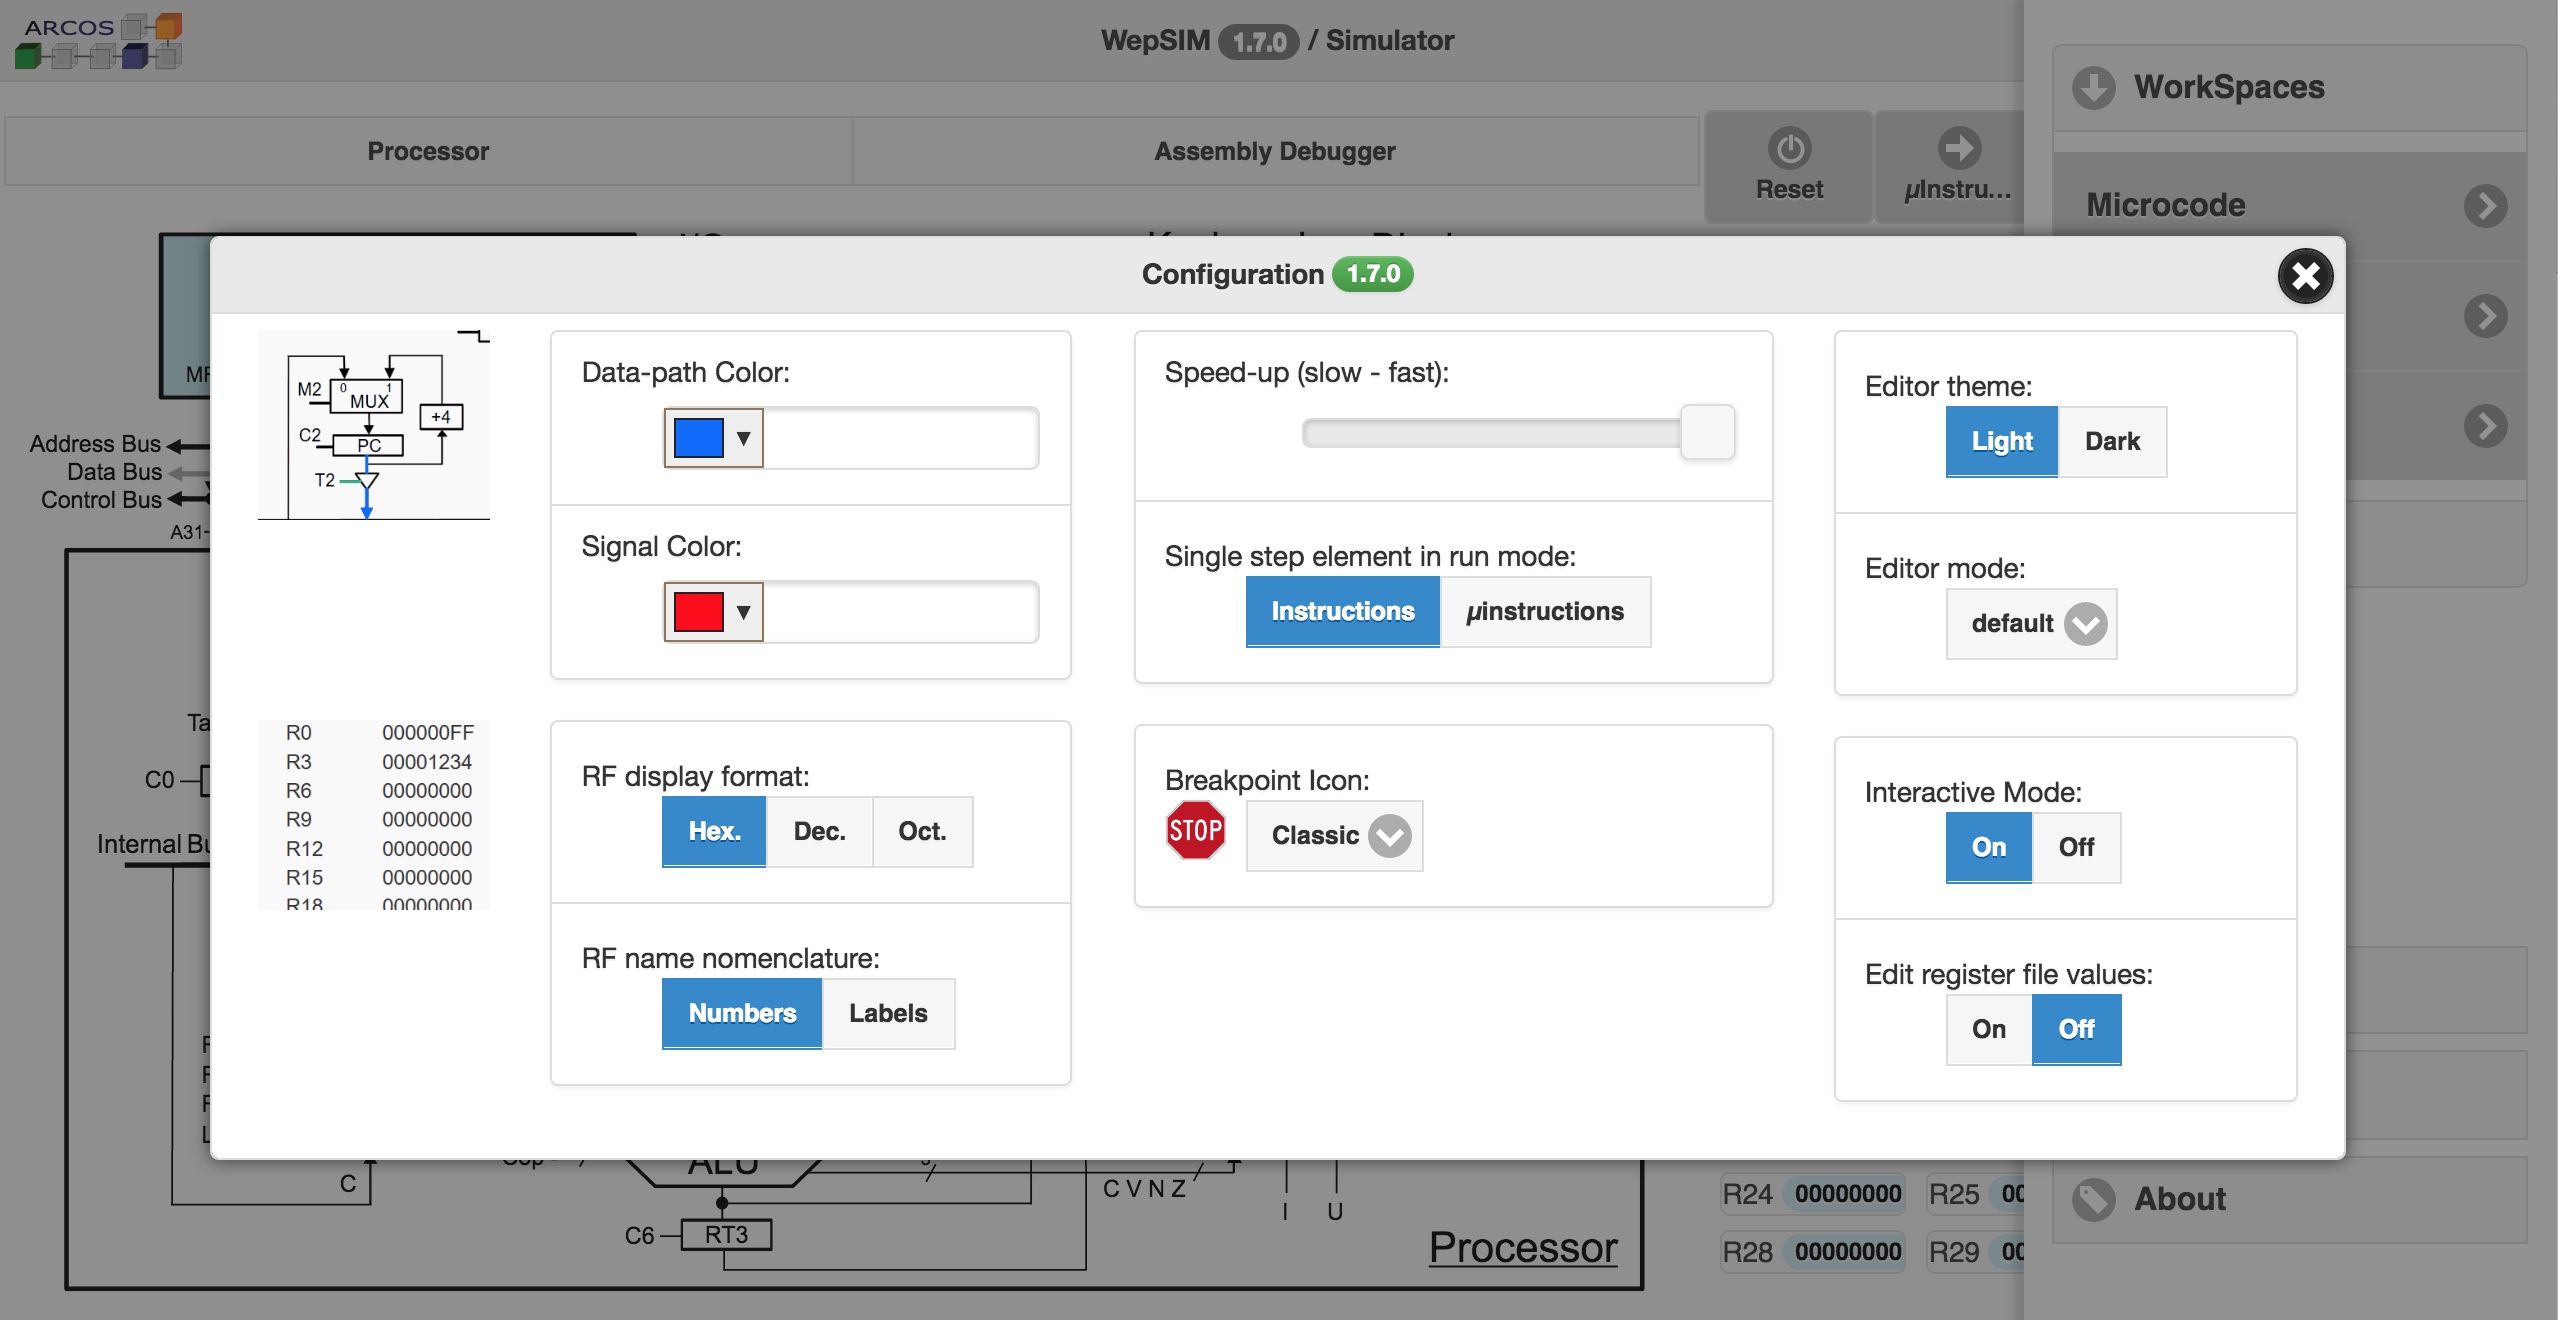 ARCOS
WepSIM 1.7.0 / Simulator
WorkSpaces
Processor
Assembly Debugger
Reset
µInstru...
Microcode
Configuration 1.7.0
Address Bus
Data Bus
Control Bus
C0
M2
0 1
MUX
+4
C2
PC
T2
Data-path Color:
Signal Color:
Speed-up (slow - fast):
Single step element in run mode:
Instructions µinstructions
Editor theme:
Light Dark
Editor mode:
default
R0 000000FF
R3 00001234
R6 00000000
R9 00000000
R12 00000000
R15 00000000
R18 00000000
RF display format:
Hex. Dec. Oct.
RF name nomenclature:
Numbers Labels
Breakpoint Icon:
STOP Classic
Interactive Mode:
On Off
Edit register file values:
On Off
Internal
ALU
C
C V N Z
I U
C6 RT3
Processor
R24 00000000 R25
R28 00000000 R29
About